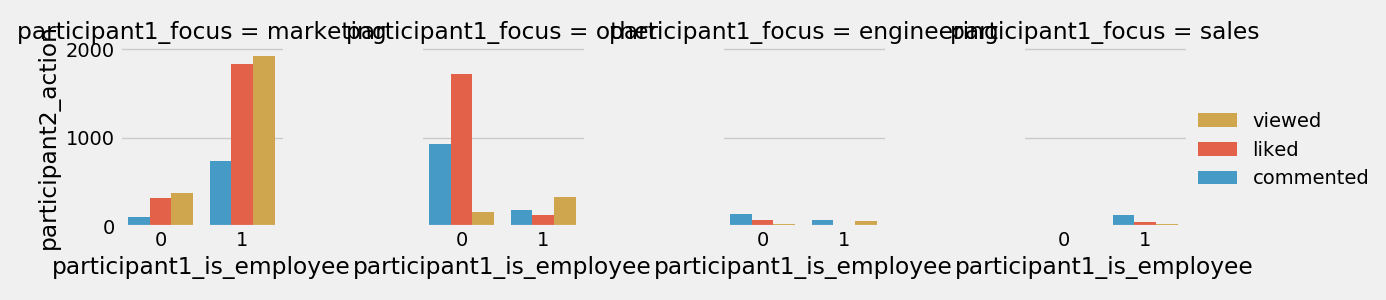 participant1_focus = marketing
participant1_focus = other
participant1_focus = engineering
participant1_focus = sales
participant2_action
2000
1000
0
0 1
0 1
0 1
0 1
participant1_is_employee
participant1_is_employee
participant1_is_employee
participant1_is_employee
viewed
liked
commented